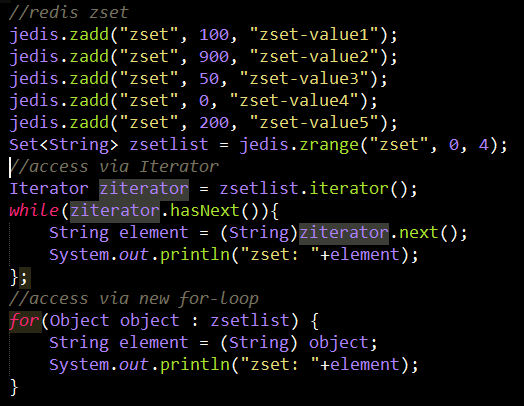 //redis zset
jedis.zadd("zset", 100, "zset-value1");
jedis.zadd("zset", 900, "zset-value2");
jedis.zadd("zset", 50, "zset-value3");
jedis.zadd("zset", 0, "zset-value4");
jedis.zadd("zset", 200, "zset-value5");
Set<String> zsetlist = jedis.zrange("zset", 0, 4);
//access via Iterator
Iterator ziterator = zsetlist.iterator();
while(ziterator.hasNext()){
    String element = (String)ziterator.next();
    System.out.println("zset: "+element);
};
//access via new for-loop
for(Object object : zsetlist) {
    String element = (String) object;
    System.out.println("zset: "+element);
}